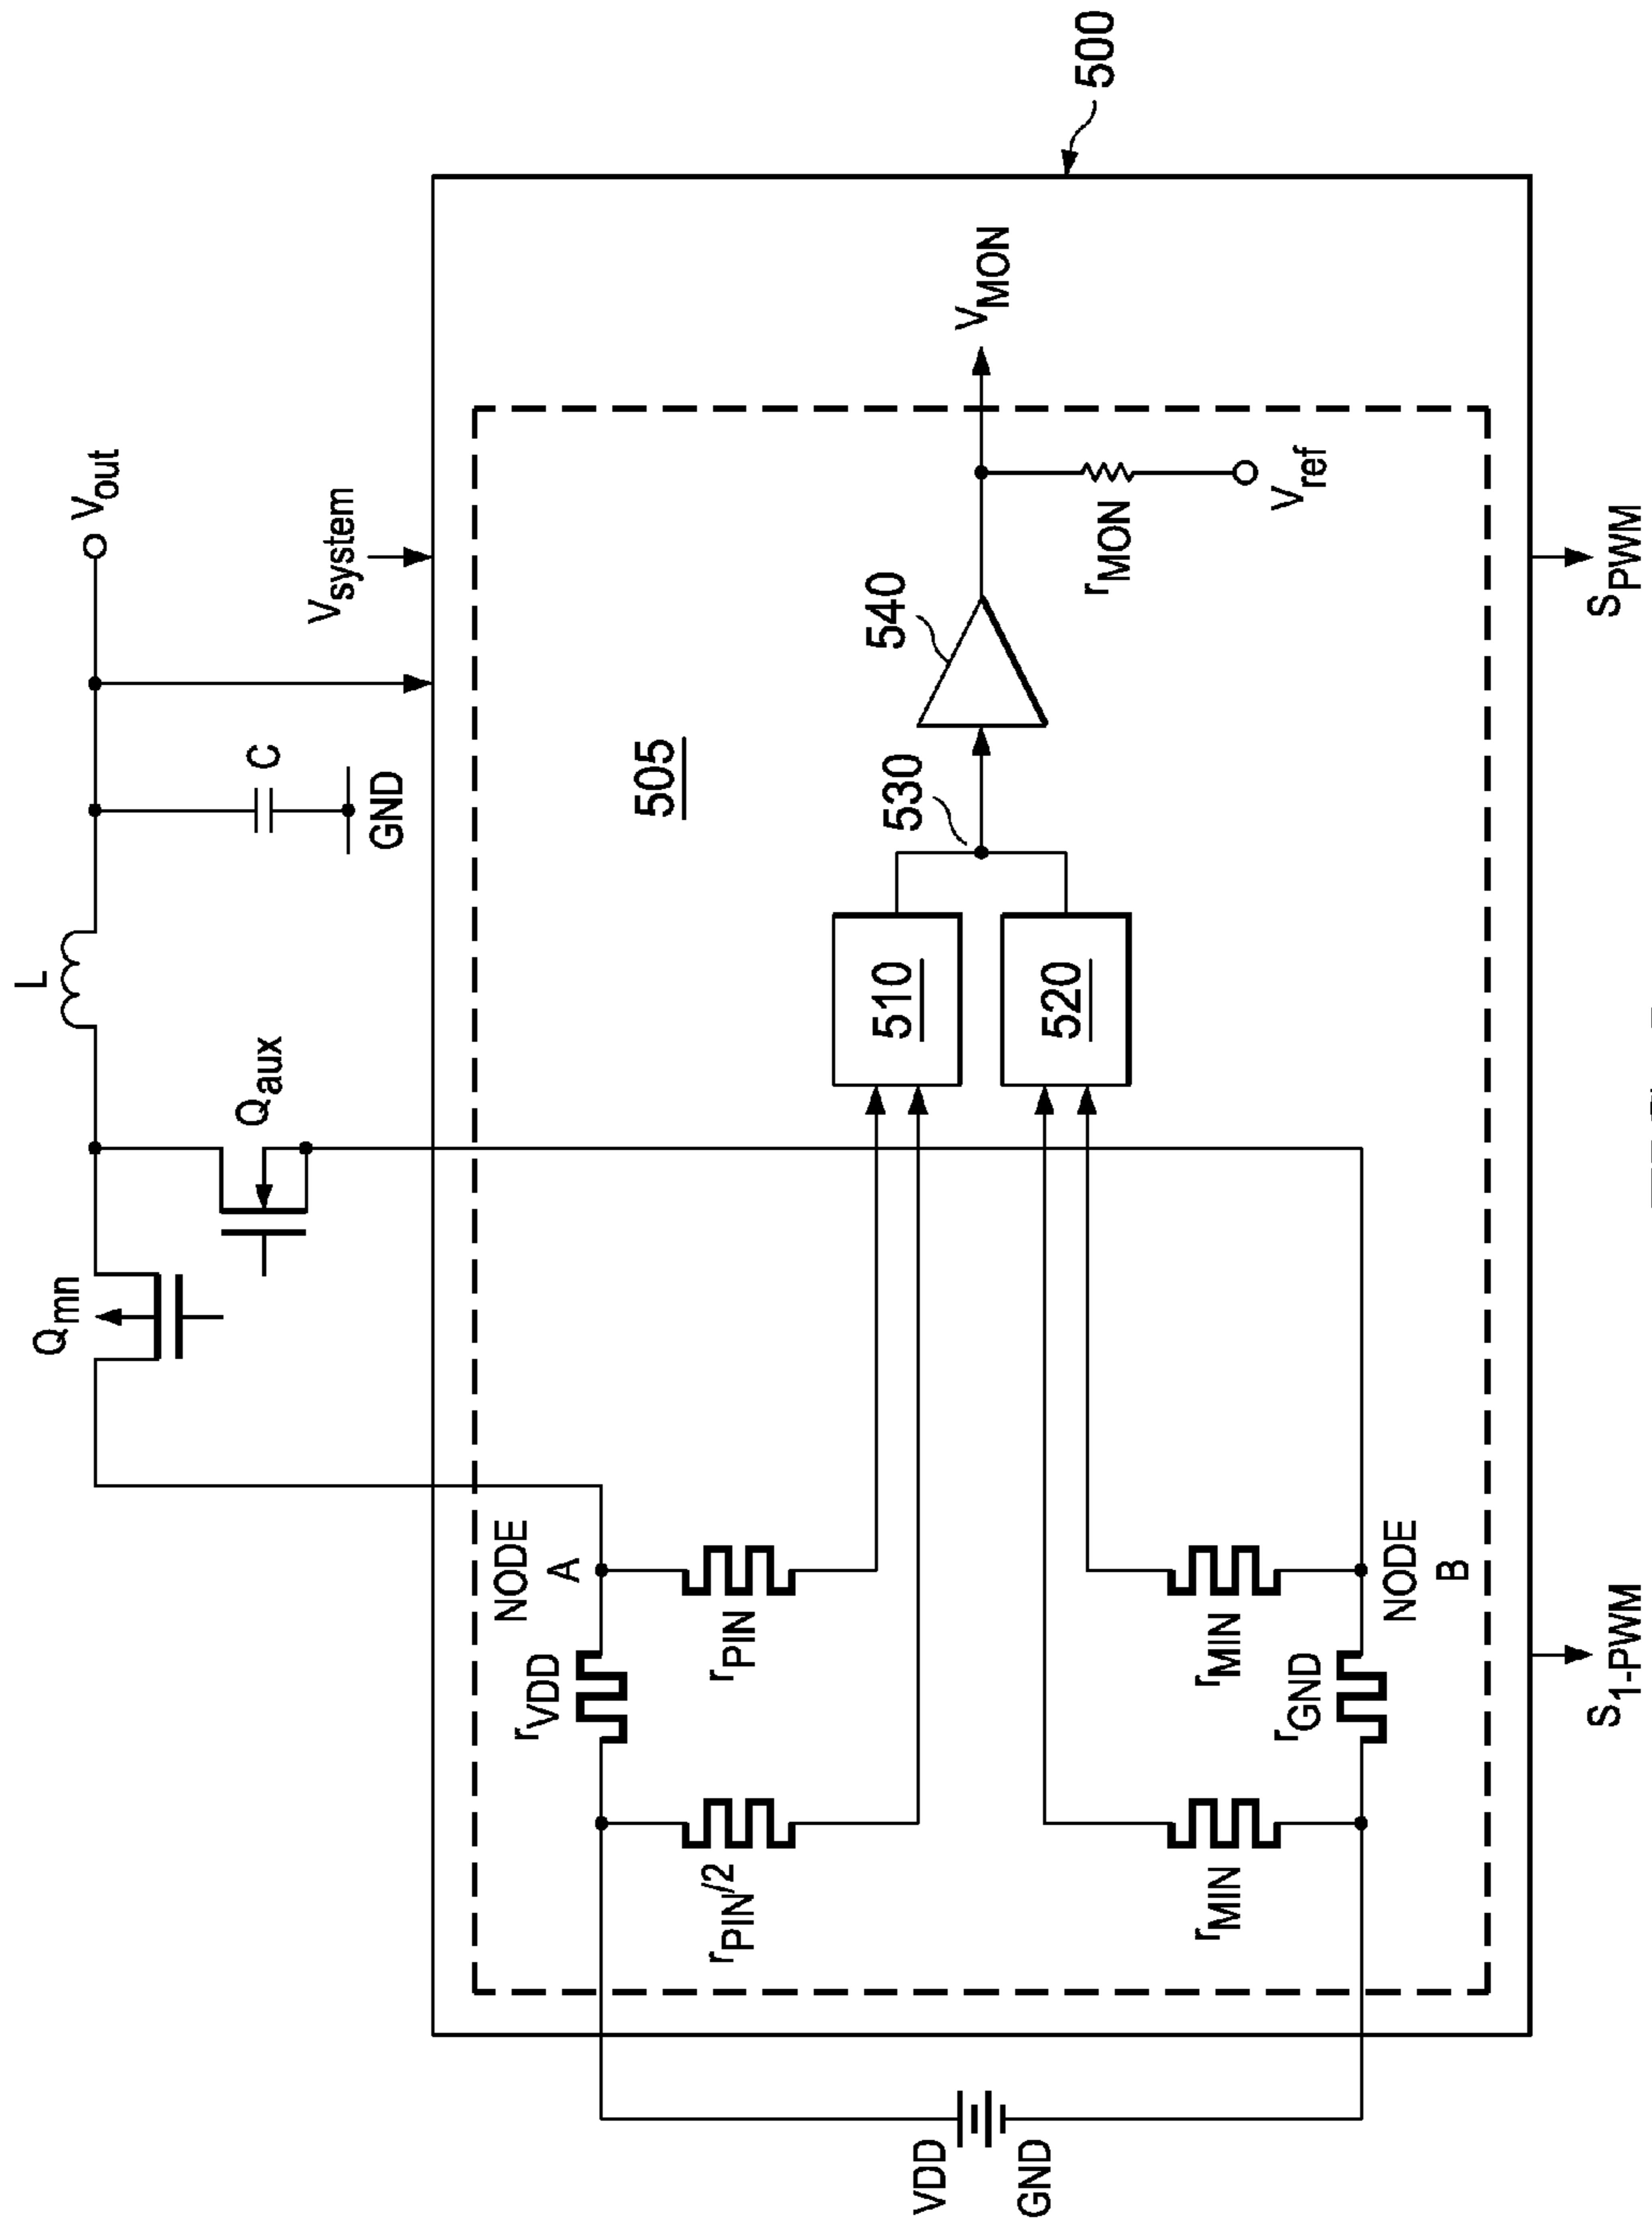 L
Vout
Qmn
Qaux
C
GND
Vsystem
500
NODE
A
rVDD
rPIN/2
rPIN
505
510
520
530
540
VMON
rMON
Vref
VDD
GND
rMIN
rMIN
rGND
NODE
B
S1-PWM
SPWM